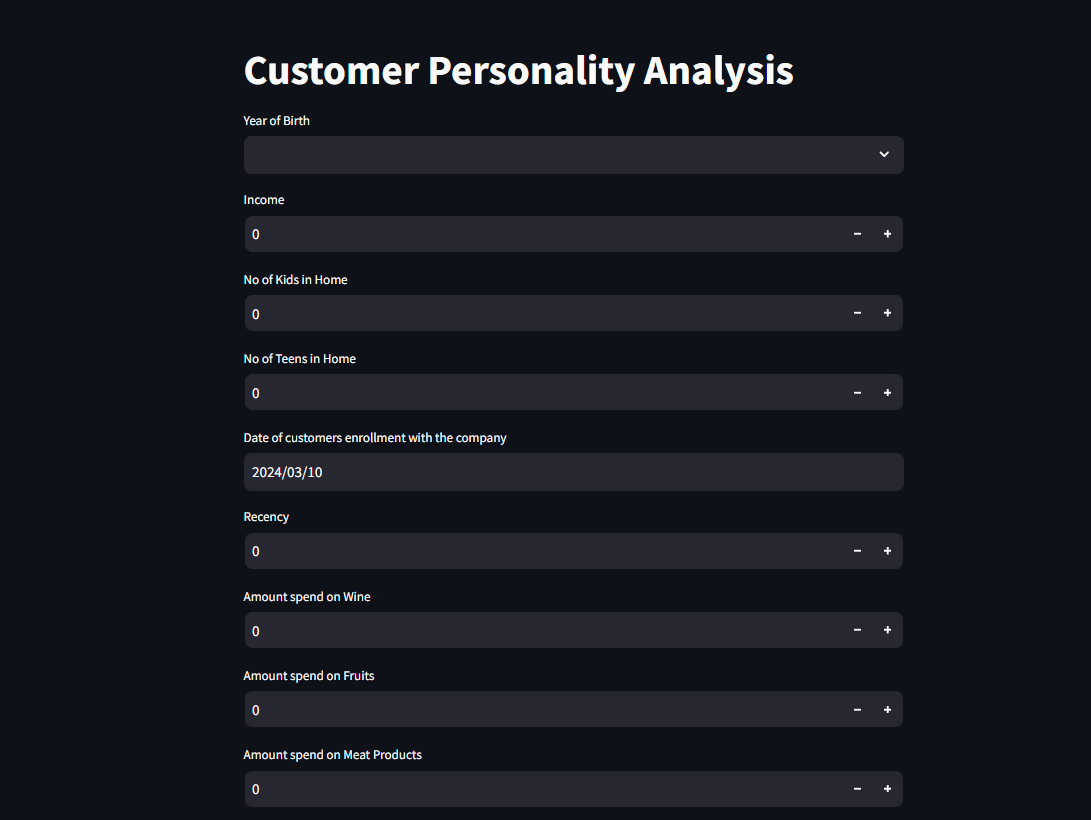 Customer Personality Analysis
Year of Birth
Income
0
No of Kids in Home
0
No of Teens in Home
0
Date of customers enrollment with the company
2024/03/10
Recency
0
Amount spend on Wine
0
Amount spend on Fruits
0
Amount spend on Meat Products
0